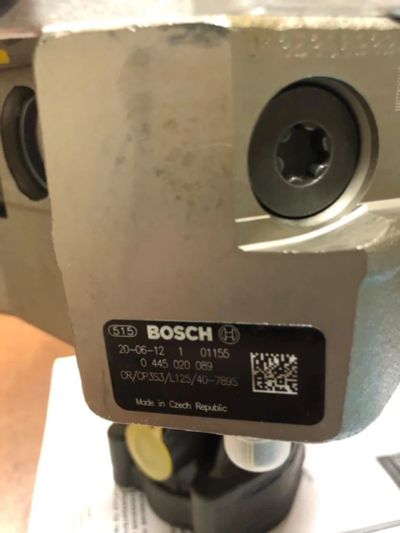 515 BOSCH
20-06-12 1 01155
0 445 020 089
CR/CP3S3/L125/40-789S
Made in Czech Republic